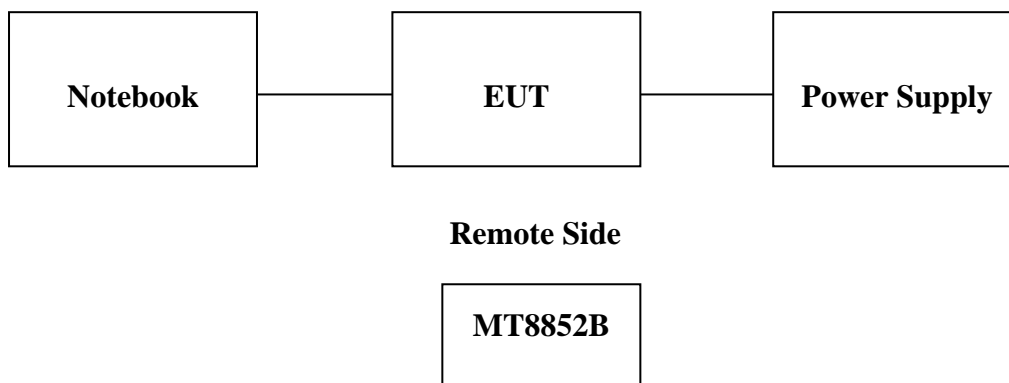 Notebook
EUT
Power Supply
Remote Side
MT8852B